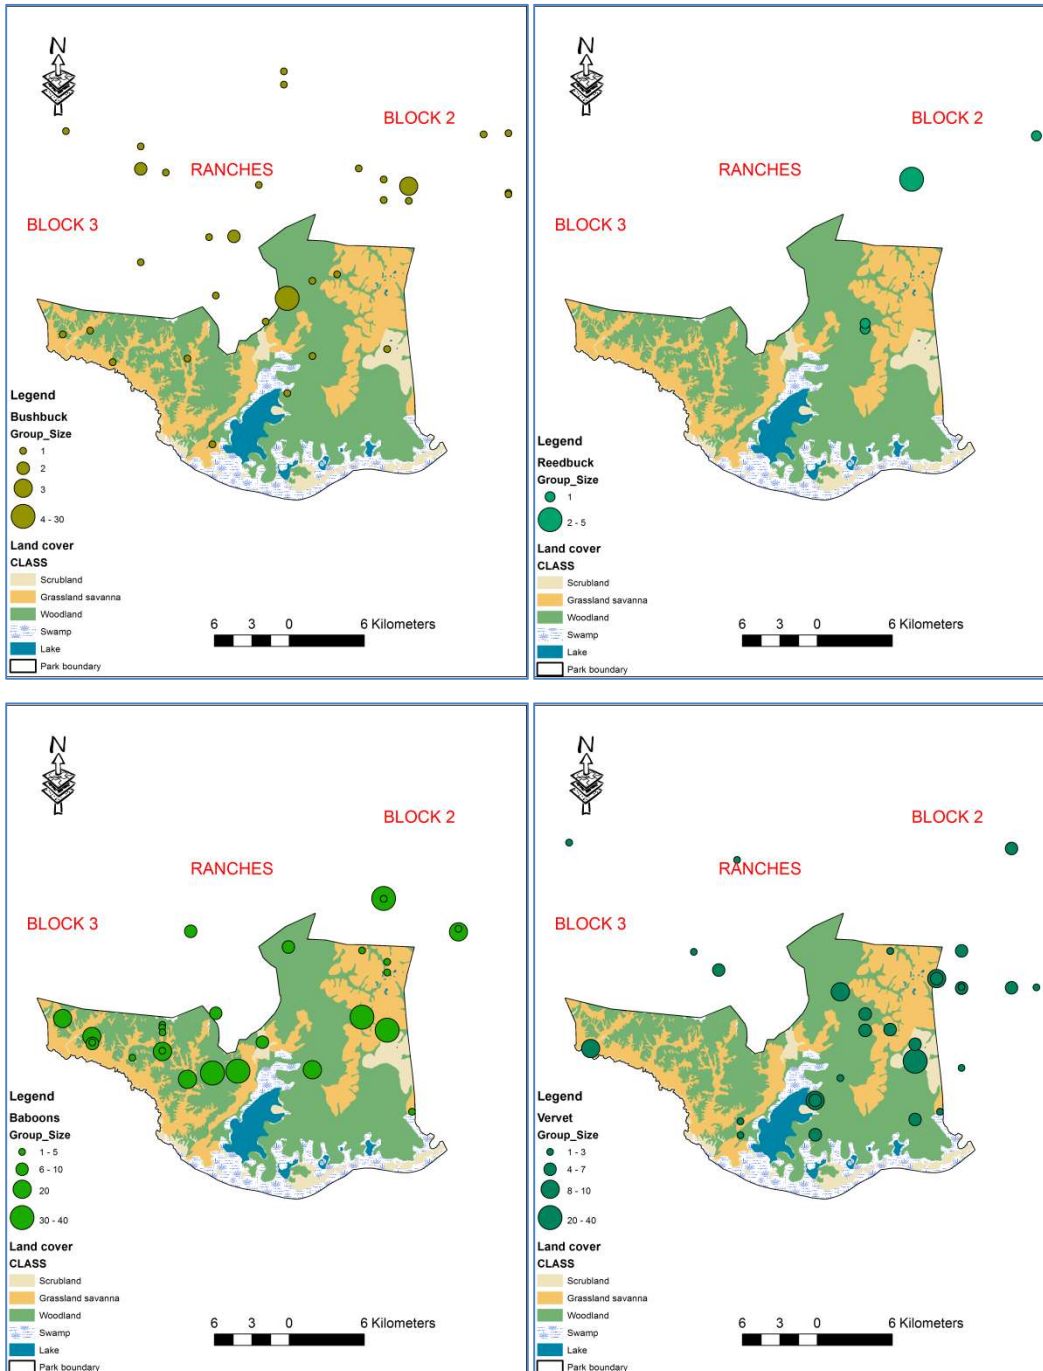 N
BLOCK 2
RANCHES
BLOCK 3
Legend
Bushbuck
Group_Size
1
2
3
4 - 30
Land cover
CLASS
Scrubland
Grassland savanna
Woodland
Swamp
Lake
Park boundary
6 3 0 6 Kilometers
N
BLOCK 2
RANCHES
BLOCK 3
Legend
Reedbuck
Group_Size
1
2 - 5
Land cover
CLASS
Scrubland
Grassland savanna
Woodland
Swamp
Lake
Park boundary
6 3 0 6 Kilometers
N
BLOCK 2
RANCHES
BLOCK 3
Legend
Baboons
Group_Size
1 - 5
6 - 10
20
30 - 40
Land cover
CLASS
Scrubland
Grassland savanna
Woodland
Swamp
Lake
Park boundary
6 3 0 6 Kilometers
N
BLOCK 2
RANCHES
BLOCK 3
Legend
Vervet
Group_Size
1 - 3
4 - 7
8 - 10
20 - 40
Land cover
CLASS
Scrubland
Grassland savanna
Woodland
Swamp
Lake
Park boundary
6 3 0 6 Kilometers